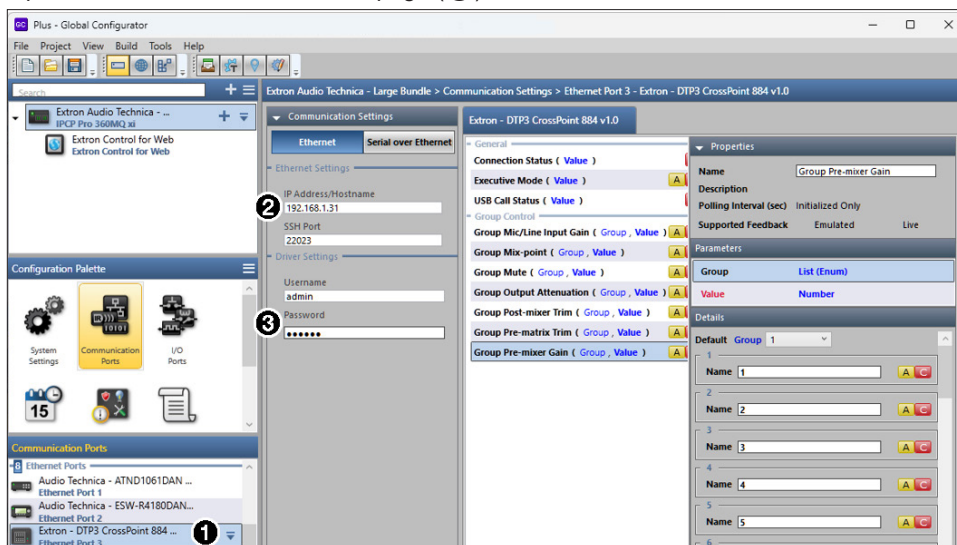 GC Plus - Global Configurator
File Project View Build Tools Help
Search
Extron Audio Technica - ...
IPCP Pro 360MQ xi
Extron Control for Web
Extron Control for Web
Configuration Palette
System Settings
Communication Ports
I/O Ports
15
Communication Ports
8 Ethernet Ports
Audio Technica - ATND1061DAN ...
Ethernet Port 1
Audio Technica - ESW-R4180DAN...
Ethernet Port 2
Extron - DTP3 CrossPoint 884 ...
Ethernet Port 3
1
Extron Audio Technica - Large Bundle > Communication Settings > Ethernet Port 3 - Extron - DTP3 CrossPoint 884 v1.0
Communication Settings
Ethernet Serial over Ethernet
Ethernet Settings
IP Address/Hostname
2
192.168.1.31
SSH Port
22023
Driver Settings
Username
admin
Password
3
••••••
Extron - DTP3 CrossPoint 884 v1.0
General
Connection Status ( Value )
Executive Mode ( Value ) A
USB Call Status ( Value )
Group Control
Group Mic/Line Input Gain ( Group , Value ) A
Group Mix-point ( Group , Value ) A
Group Mute ( Group , Value ) A
Group Output Attenuation ( Group , Value ) A
Group Post-mixer Trim ( Group , Value ) A
Group Pre-matrix Trim ( Group , Value ) A
Group Pre-mixer Gain ( Group , Value ) A
Properties
Name Group Pre-mixer Gain
Description
Polling Interval (sec) Initialized Only
Supported Feedback Emulated Live
Parameters
Group List (Enum)
Value Number
Details
Default Group 1
1
Name 1 A C
2
Name 2 A C
3
Name 3 A C
4
Name 4 A C
5
Name 5 A C
6